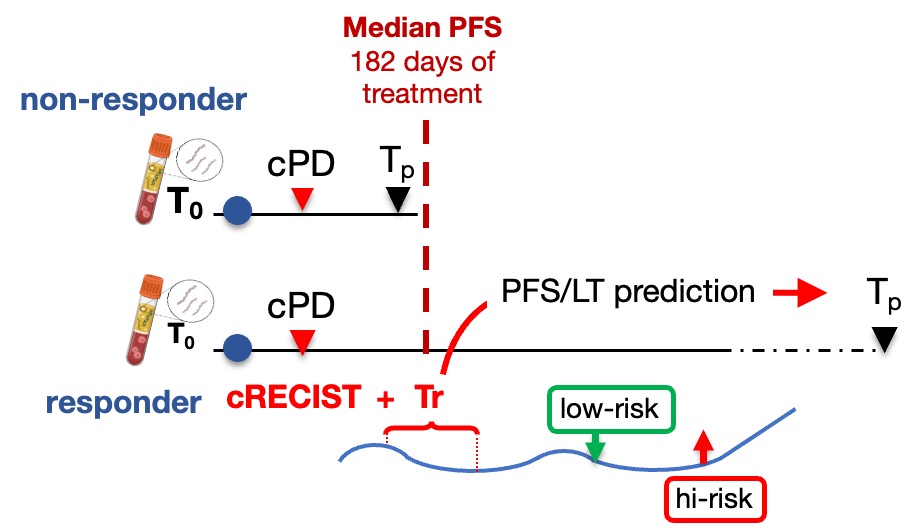 Median PFS
182 days of
treatment
non-responder
cPD
Tp
T0
PFS/LT prediction
Tp
cPD
T0
responder
cRECIST + Tr
low-risk
hi-risk